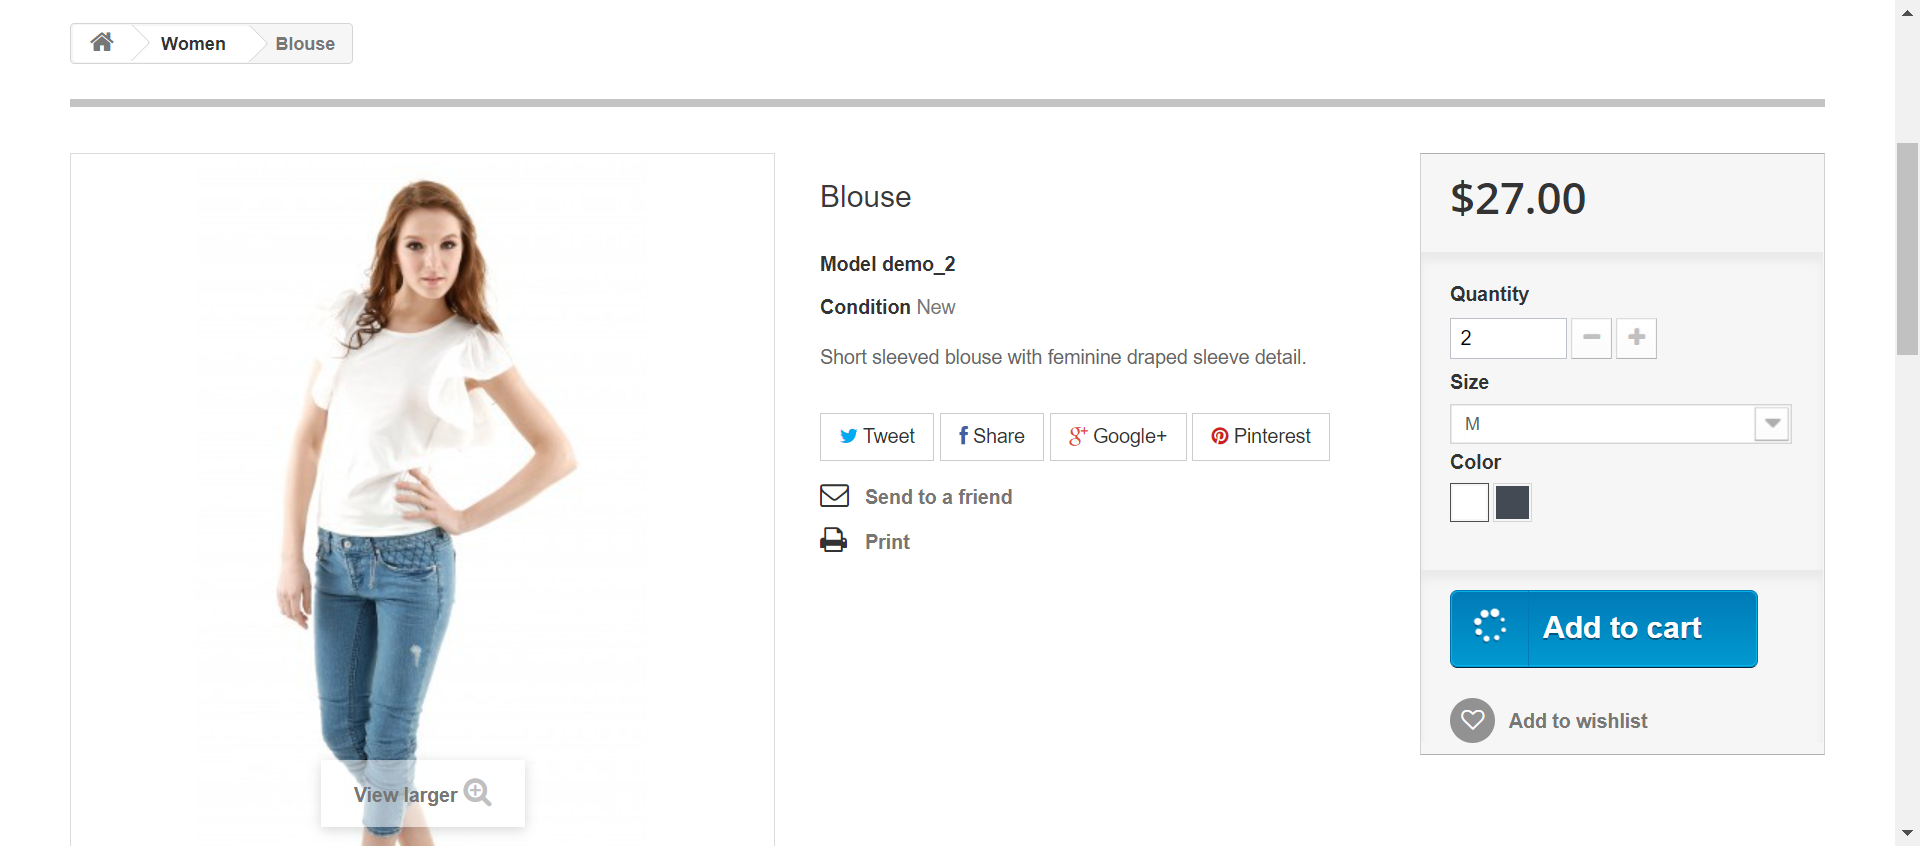 Women
Blouse
Blouse
Model demo_2
Condition New
Short sleeved blouse with feminine draped sleeve detail.
Tweet
Share
Google+
Pinterest
Send to a friend
Print
View larger
$27.00
Quantity
2
Size
M
Color
Add to cart
Add to wishlist